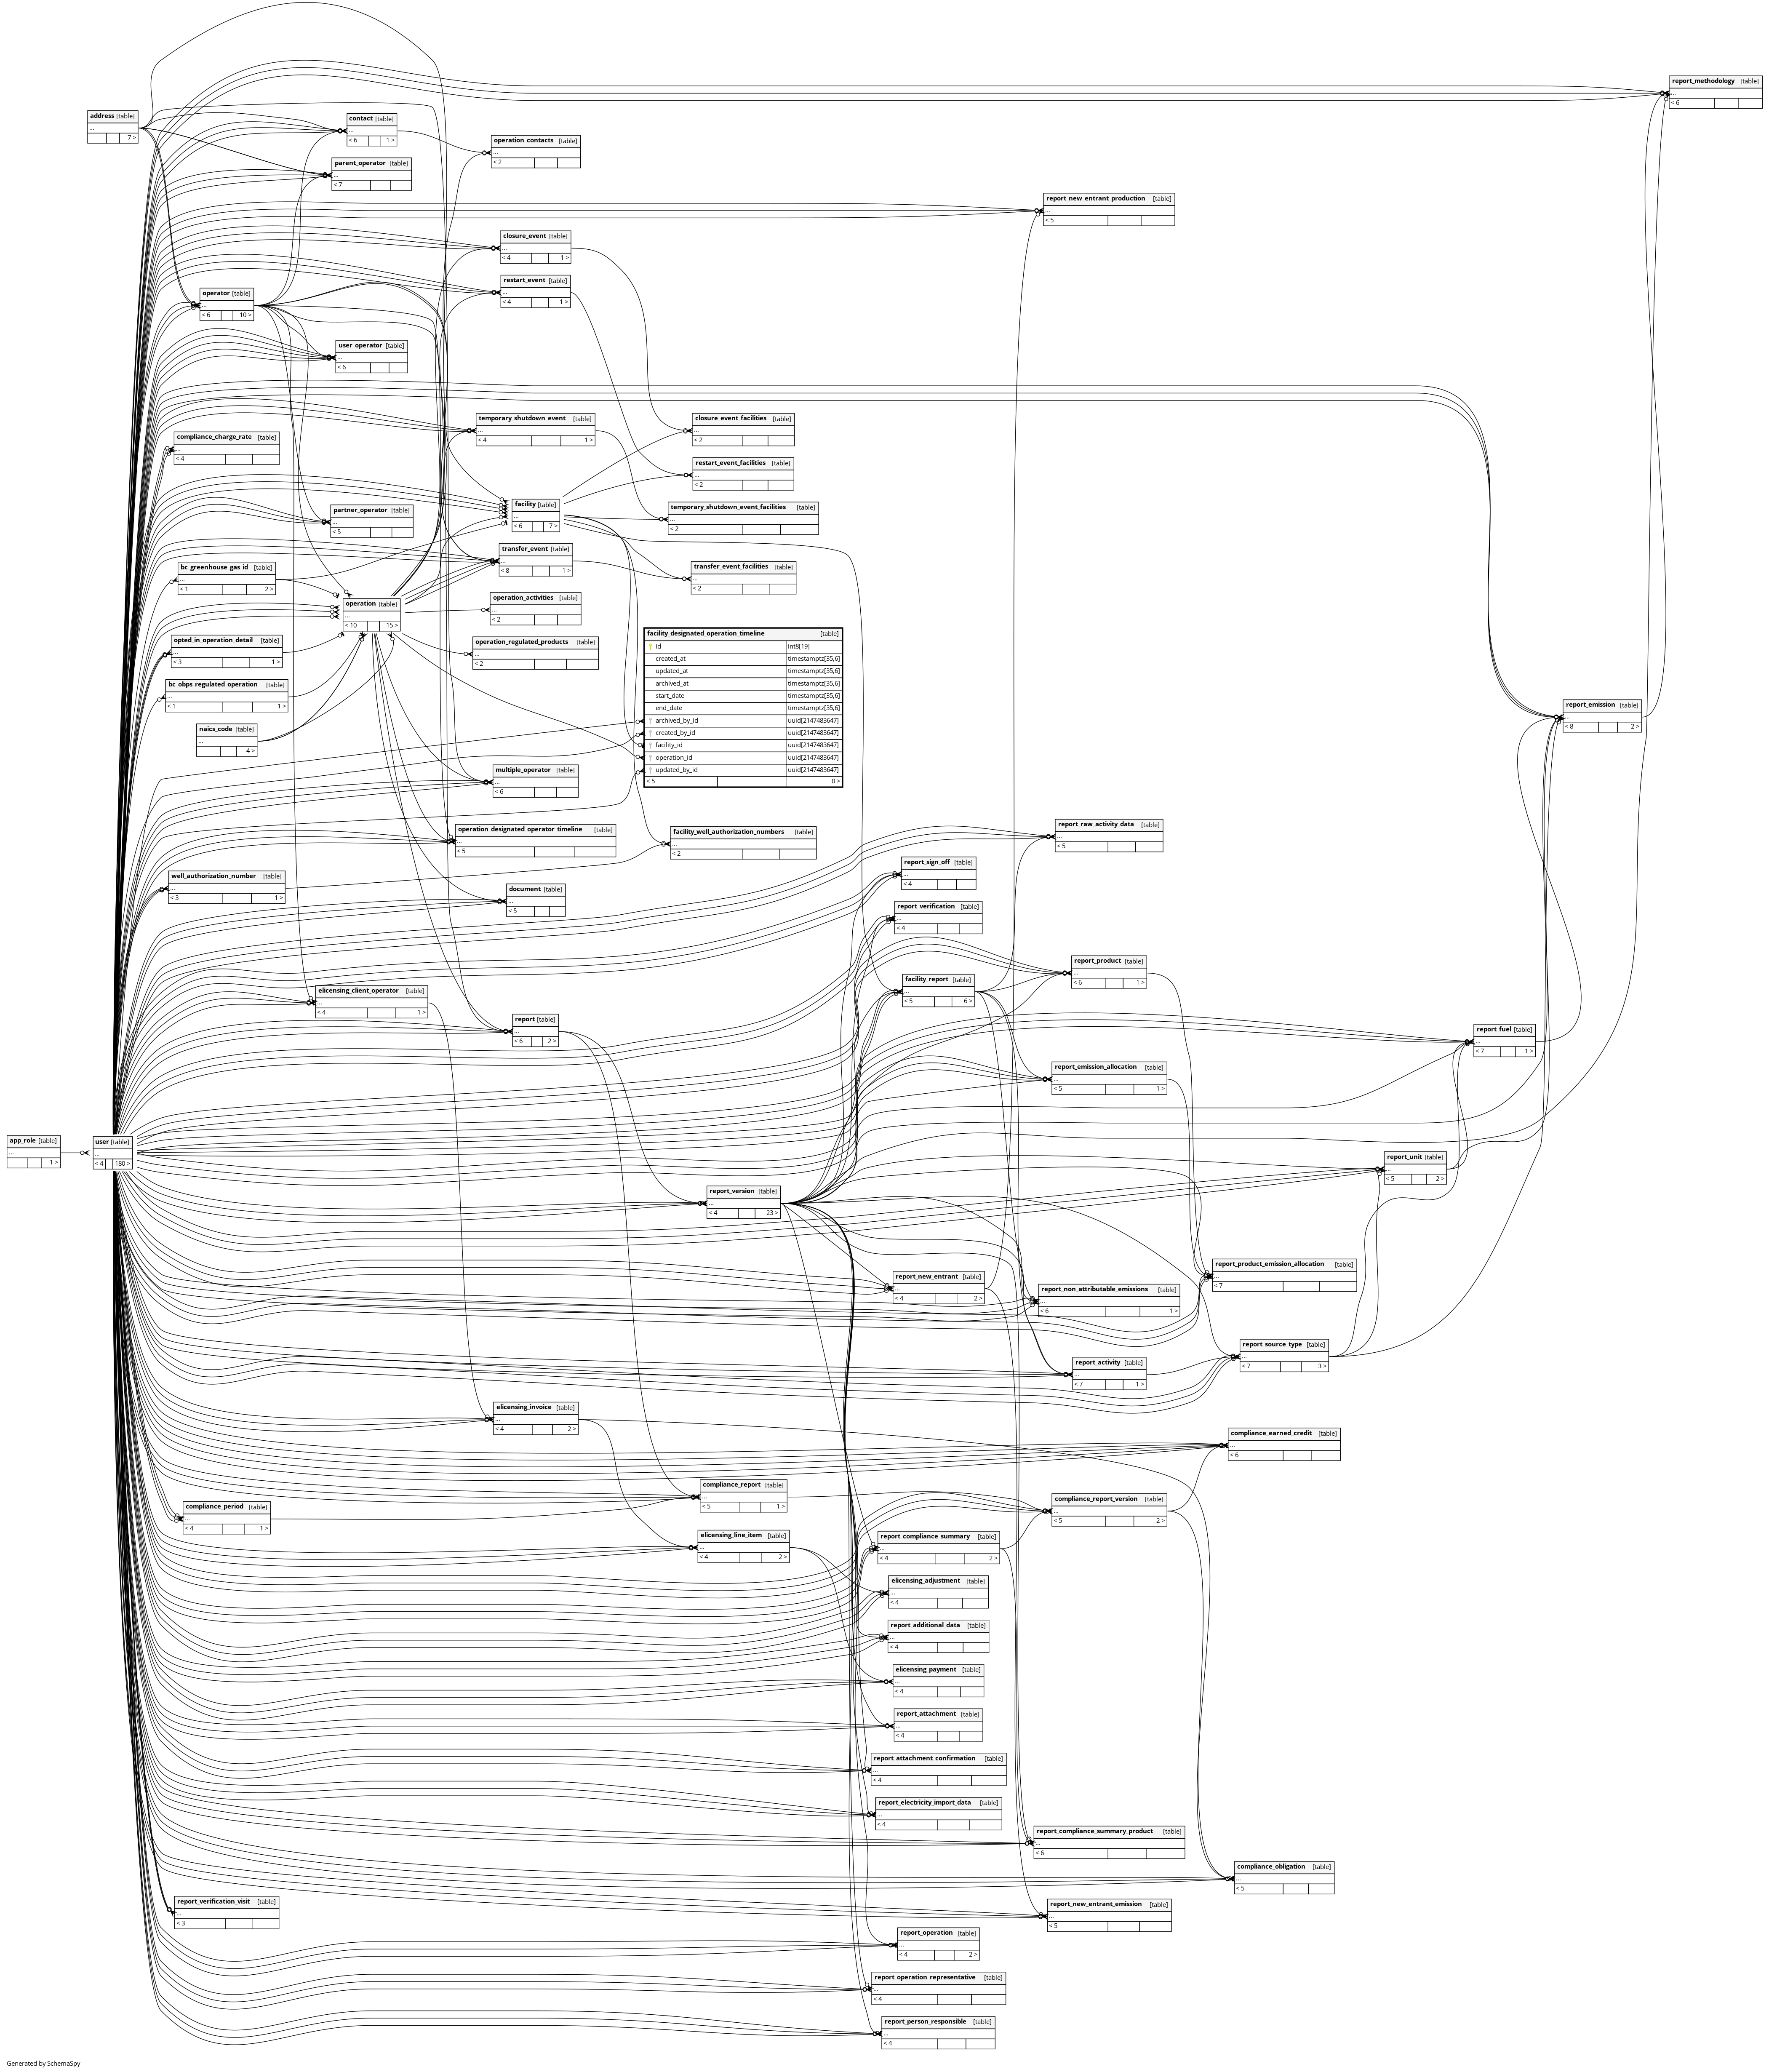 report_methodology [table]
...
< 6
address [table]
...
7 >
contact [table]
...
< 6 1 >
operation_contacts [table]
...
< 2
parent_operator [table]
...
< 7
report_new_entrant_production [table]
...
< 5
closure_event [table]
...
< 4 1 >
restart_event [table]
...
< 4 1 >
operator [table]
...
< 6 10 >
user_operator [table]
...
< 6
temporary_shutdown_event [table]
...
< 4 1 >
closure_event_facilities [table]
...
< 2
compliance_charge_rate [table]
...
< 4
restart_event_facilities [table]
...
< 2
facility [table]
...
< 6 7 >
temporary_shutdown_event_facilities [table]
...
< 2
partner_operator [table]
...
< 5
transfer_event [table]
...
< 8 1 >
bc_greenhouse_gas_id [table]
...
< 1 2 >
transfer_event_facilities [table]
...
< 2
operation [table]
...
< 10 15 >
operation_activities [table]
...
< 2
opted_in_operation_detail [table]
...
< 3 1 >
operation_regulated_products [table]
...
< 2
facility_designated_operation_timeline [table]
id int8[19]
created_at timestamptz[35,6]
updated_at timestamptz[35,6]
archived_at timestamptz[35,6]
start_date timestamptz[35,6]
end_date timestamptz[35,6]
archived_by_id uuid[2147483647]
created_by_id uuid[2147483647]
facility_id uuid[2147483647]
operation_id uuid[2147483647]
updated_by_id uuid[2147483647]
< 5 0 >
bc_obps_regulated_operation [table]
...
< 1 1 >
report_emission [table]
...
< 8 2 >
naics_code [table]
...
4 >
multiple_operator [table]
...
< 6
operation_designated_operator_timeline [table]
...
< 5
facility_well_authorization_numbers [table]
...
< 2
report_raw_activity_data [table]
...
< 5
report_sign_off [table]
...
< 4
well_authorization_number [table]
...
< 3 1 >
document [table]
...
< 5
report_verification [table]
...
< 4
report_product [table]
...
< 6 1 >
facility_report [table]
...
< 5 6 >
elicensing_client_operator [table]
...
< 4 1 >
report [table]
...
< 6 2 >
report_fuel [table]
...
< 7 1 >
report_emission_allocation [table]
...
< 5 1 >
app_role [table]
...
1 >
user [table]
...
< 4 180 >
report_unit [table]
...
< 5 2 >
report_version [table]
...
< 4 23 >
report_product_emission_allocation [table]
...
< 7
report_new_entrant [table]
...
< 4 2 >
report_non_attributable_emissions [table]
...
< 6 1 >
report_source_type [table]
...
< 7 3 >
report_activity [table]
...
< 7 1 >
elicensing_invoice [table]
...
< 4 2 >
compliance_earned_credit [table]
...
< 6
compliance_report [table]
...
< 5 1 >
compliance_report_version [table]
...
< 5 2 >
compliance_period [table]
...
< 4 1 >
elicensing_line_item [table]
...
< 4 2 >
report_compliance_summary [table]
...
< 4 2 >
elicensing_adjustment [table]
...
< 4
report_additional_data [table]
...
< 4
elicensing_payment [table]
...
< 4
report_attachment [table]
...
< 4
report_attachment_confirmation [table]
...
< 4
report_electricity_import_data [table]
...
< 4
report_compliance_summary_product [table]
...
< 6
compliance_obligation [table]
...
< 5
report_verification_visit [table]
...
< 3
report_new_entrant_emission [table]
...
< 5
report_operation [table]
...
< 4 2 >
report_operation_representative [table]
...
< 4
report_person_responsible [table]
...
< 4
Generated by SchemaSpy